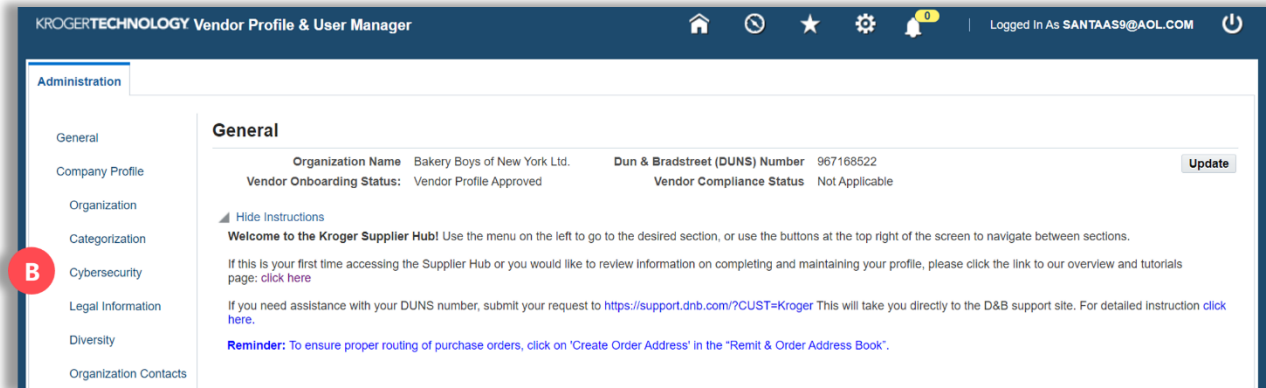 KROGERTECHNOLOGY. Vendor Profile & User Manager
0
Logged In As SANTAAS9@AOL.COM
Administration
General
Company Profile
Organization
Categorization
B
Cybersecurity
Legal Information
Diversity
Organization Contacts
General
Organization Name Bakery Boys of New York Ltd. Dun & Bradstreet (DUNS) Number 967168522
Update
Vendor Onboarding Status: Vendor Profile Approved Vendor Compliance Status Not Applicable
Hide Instructions
Welcome to the Kroger Supplier Hub! Use the menu on the left to go to the desired section, or use the buttons at the top right of the screen to navigate between sections.
If this is your first time accessing the Supplier Hub or you would like to review information on completing and maintaining your profile, please click the link to our overview and tutorials
page: click here
If you need assistance with your DUNS number, submit your request to https://support.dnb.com/?CUST=Kroger This will take you directly to the D&B support site. For detailed instruction click
here.
Reminder: To ensure proper routing of purchase orders, click on 'Create Order Address' in the “Remit & Order Address Book”.